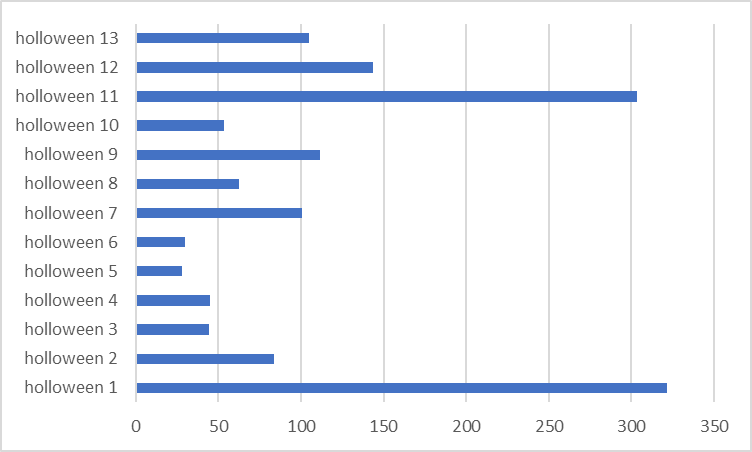 holloween 13
holloween 12
holloween 11
holloween 10
holloween 9
holloween 8
holloween 7
holloween 6
holloween 5
holloween 4
holloween 3
holloween 2
holloween 1
0 50 100 150 200 250 300 350